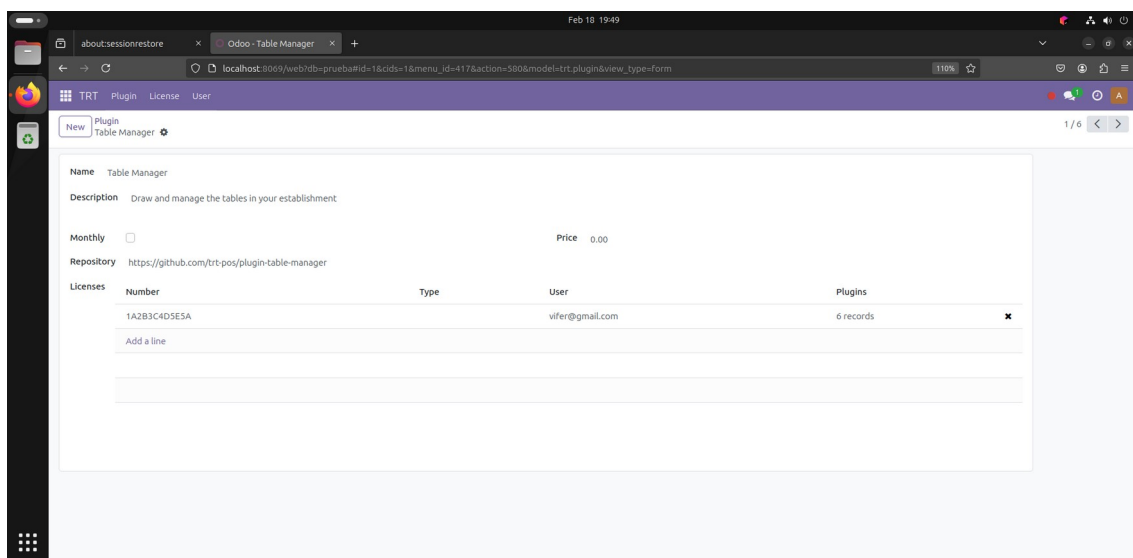 Feb 18 19:49
about:sessionrestore
Odoo - Table Manager
localhost:8069/web?db=prueba#id=1&cids=1&menu_id=417&action=580&model=trt.plugin&view_type=form
110%
TRT Plugin License User
1
A
New
Plugin
Table Manager
1 / 6
Name Table Manager
Description Draw and manage the tables in your establishment
Monthly
Price 0.00
Repository https://github.com/trt-pos/plugin-table-manager
Licenses
Number Type User Plugins
1A2B3C4D5E5A vifer@gmail.com 6 records
Add a line